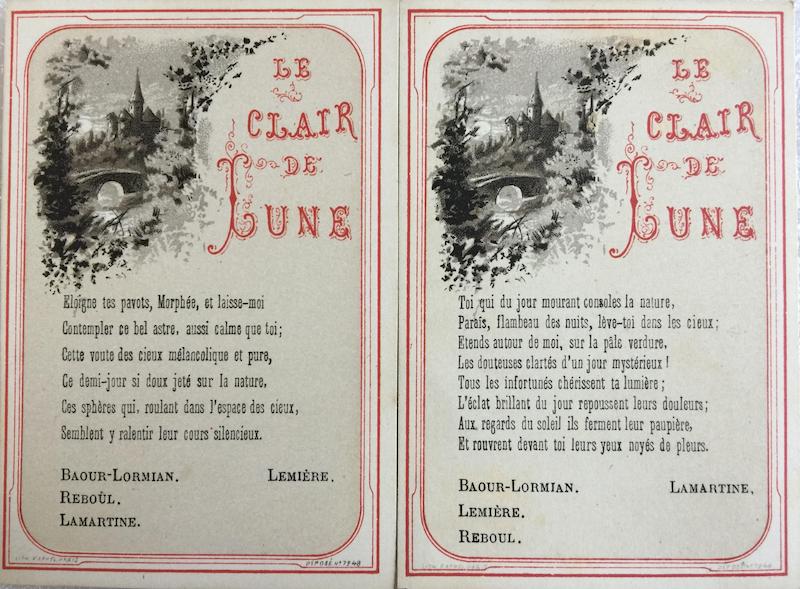 LE
CLAIR
DE
LUNE
Eloigne tes pavots, Morphée, et laisse-moi
Contempler ce bel astre, aussi calme que toi;
Cette voute des cieux mélancolique et pure,
Ce demi-jour si doux jeté sur la nature,
Ces sphères qui, roulant dans l'espace des cieux,
Semblent y ralentir leur cours silencieux.
BAOUR-LORMIAN. LEMIÈRE.
REBOÙL.
LAMARTINE.
DÉPOSÉ N° 7948
LE
CLAIR
DE
LUNE
Toi qui du jour mourant consoles la nature,
Parais, flambeau des nuits, lève-toi dans les cieux;
Etends autour de moi, sur la pâle verdure,
Les douteuses clartés d'un jour mystérieux!
Tous les infortunés chérissent ta lumière;
L'éclat brillant du jour repoussent leurs douleurs;
Aux regards du soleil ils ferment leur paupière,
Et rouvrent devant toi leurs yeux noyés de pleurs.
BAOUR-LORMIAN. LAMARTINE.
LEMIÈRE.
REBOUL.
DÉPOSÉ N° 7948